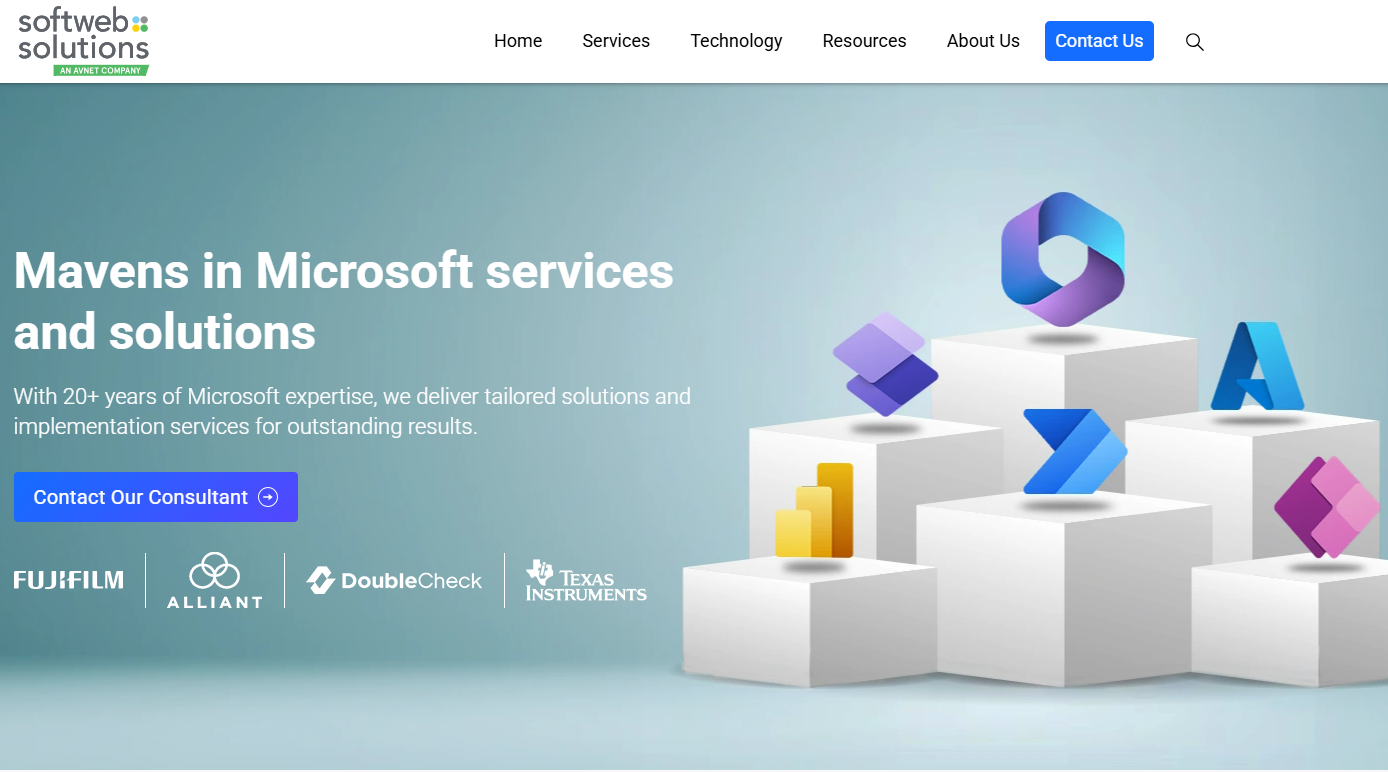 softweb
solutions
AN AVNET COMPANY
Home
Services
Technology
Resources
About Us
Contact Us
Mavens in Microsoft services
and solutions
With 20+ years of Microsoft expertise, we deliver tailored solutions and
implementation services for outstanding results.
Contact Our Consultant
FUJIFILM
ALLIANT
DoubleCheck
TEXAS
INSTRUMENTS